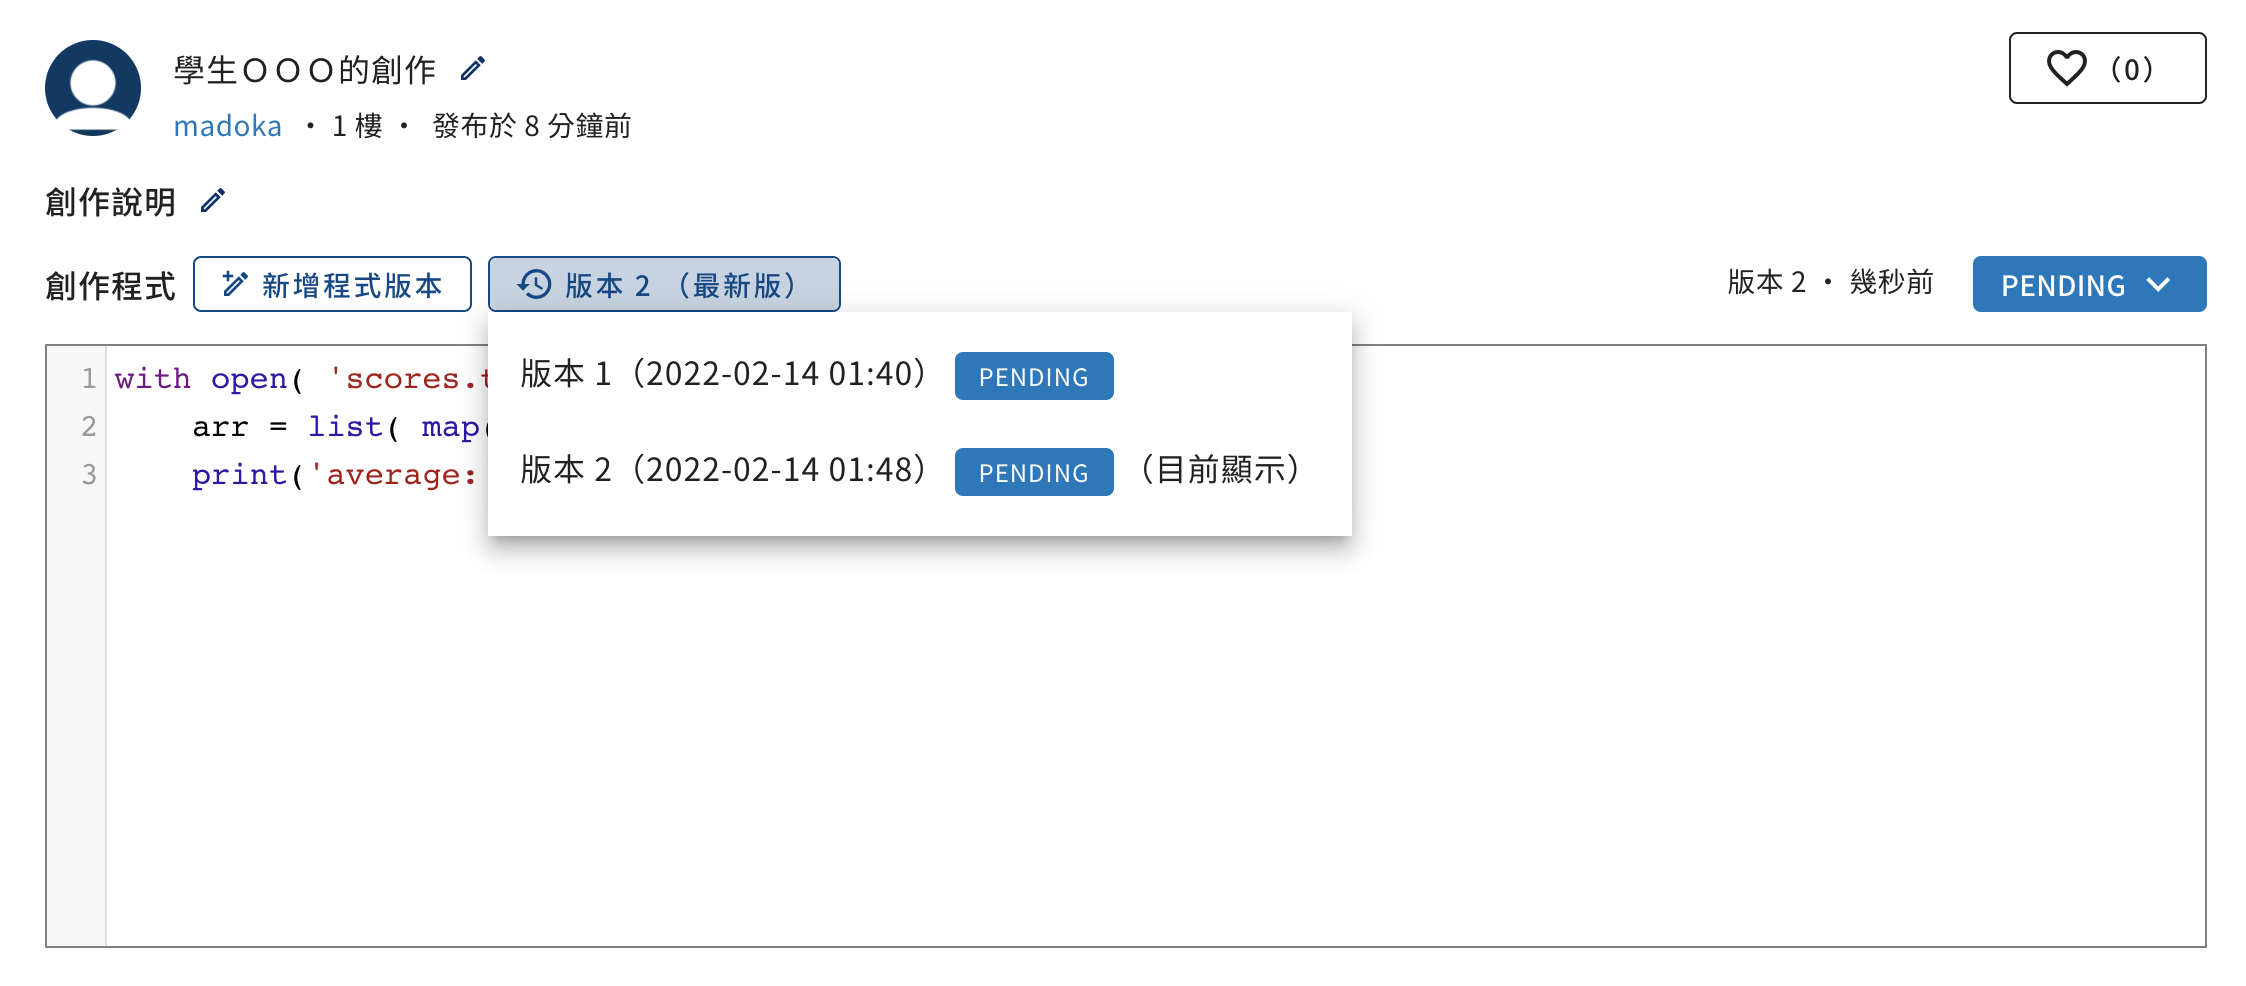 學生ＯＯＯ的創作
(0)
madoka ・ 1 樓 ・ 發布於 8 分鐘前
創作說明
創作程式 新增程式版本 版本 2 （最新版） 版本 2 ・ 幾秒前 PENDING
版本 1（2022-02-14 01:40） PENDING
版本 2（2022-02-14 01:48） PENDING （目前顯示）
1 with open( 'scores.
2 arr = list( map
3 print('average: